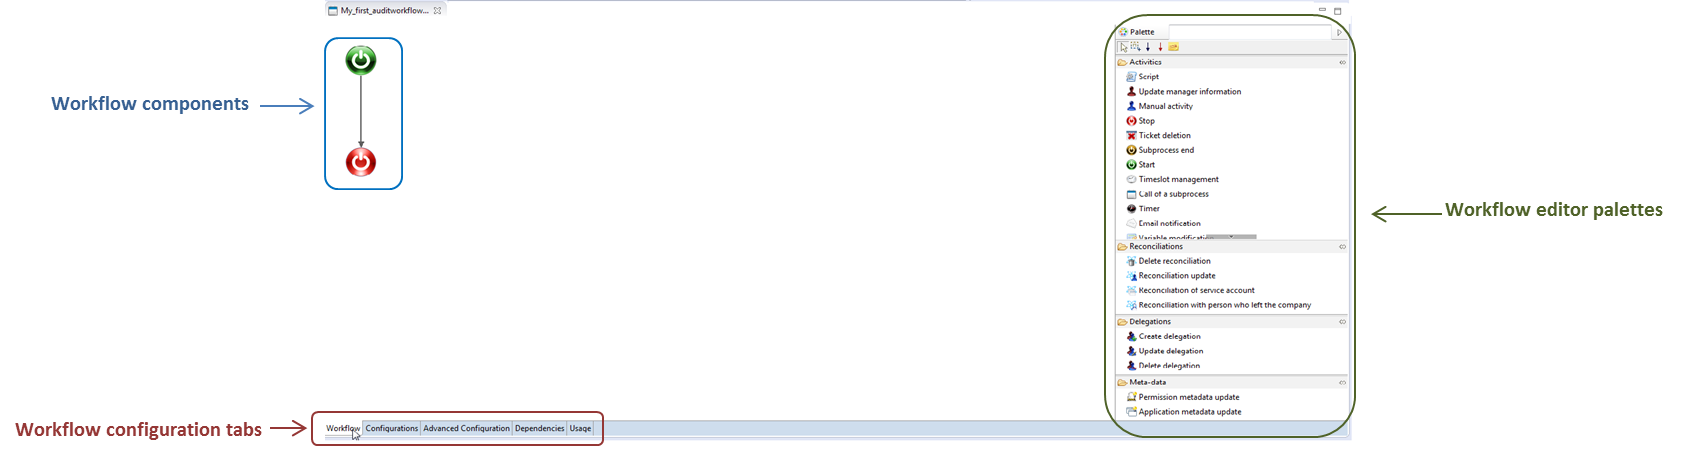 My_first_auditworkflow...
Workflow components
Palette
Activities
Script
Update manager information
Manual activity
Stop
Ticket deletion
Subprocess end
Start
Timeslot management
Call of a subprocess
Timer
Email notification
Variable modification
Reconciliations
Delete reconciliation
Reconciliation update
Reconciliation of service account
Reconciliation with person who left the company
Delegations
Create delegation
Update delegation
Delete delegation
Meta-data
Permission metadata update
Application metadata update
Workflow editor palettes
Workflow configuration tabs
Workflow Configurations Advanced Configuration Dependencies Usage